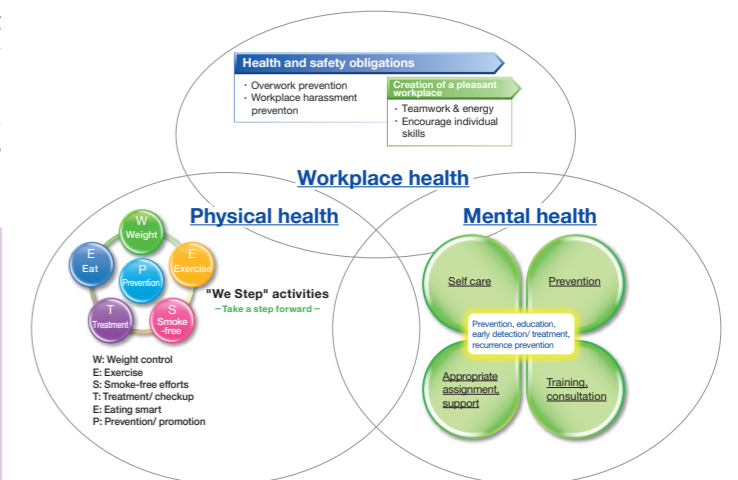 Health and safety obligations
・Overwork prevention
・Workplace harassment
preventon
Creation of a pleasant
workplace
・Teamwork & energy
・Encourage individual
skills
Workplace health
Physical health
W
Weight
E
Eat
E
Exercise
P
Prevention
T
Treatment
S
Smoke
-free
"We Step" activities
–Take a step forward–
W: Weight control
E: Exercise
S: Smoke-free efforts
T: Treatment/ checkup
E: Eating smart
P: Prevention/ promotion
Mental health
Self care
Prevention
Prevention, education,
early detection/ treatment,
recurrence prevention
Appropriate
assignment,
support
Training,
consultation